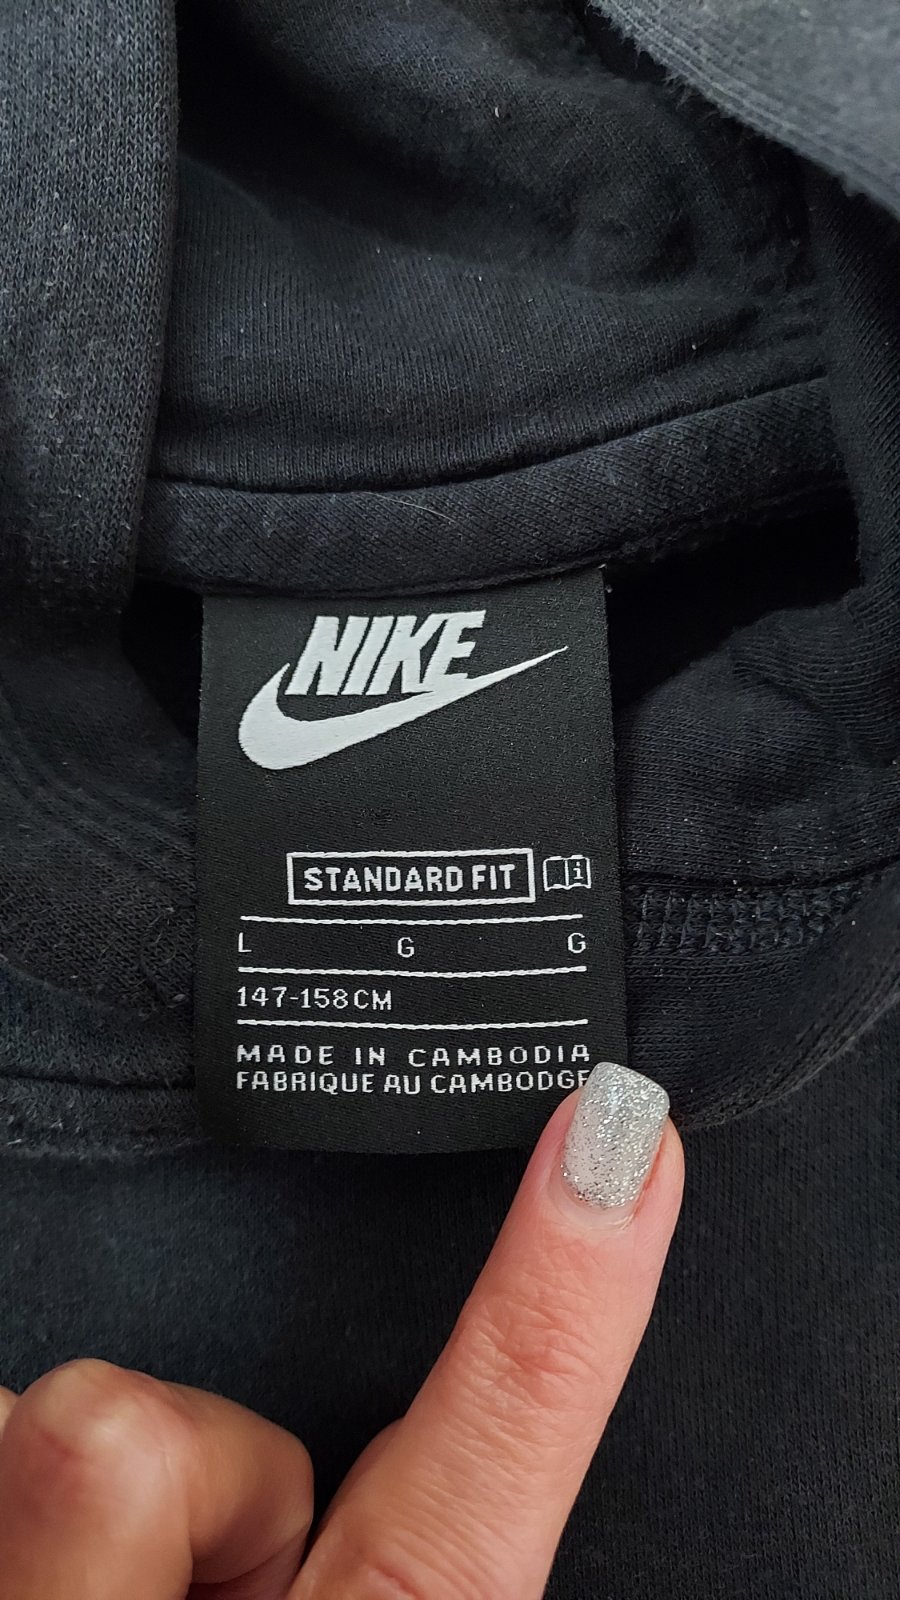 NIKE
STANDARD FIT i
L G G
147-158CM
MADE IN CAMBODIA
FABRIQUE AU CAMBODGE